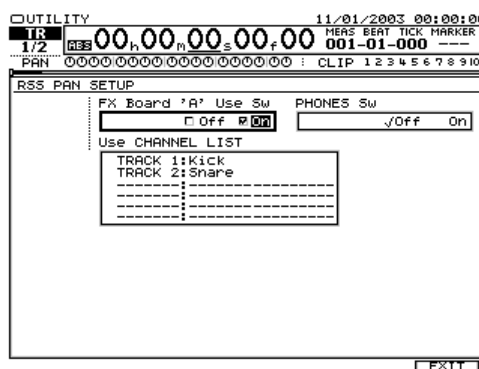 UTILITY 11/01/2003 00:00:00
TR 1/2 ABS 00h00m00s00f00 MEAS BEAT TICK MARKER
001-01-000 ---
PAN CLIP 1 2 3 4 5 6 7 8 9 10
RSS PAN SETUP
FX Board 'A' Use Sw PHONES Sw
Off On √Off On
Use CHANNEL LIST
TRACK 1:Kick
TRACK 2:Snare
-------:----------------
-------:----------------
-------:----------------
-------:----------------
EXIT